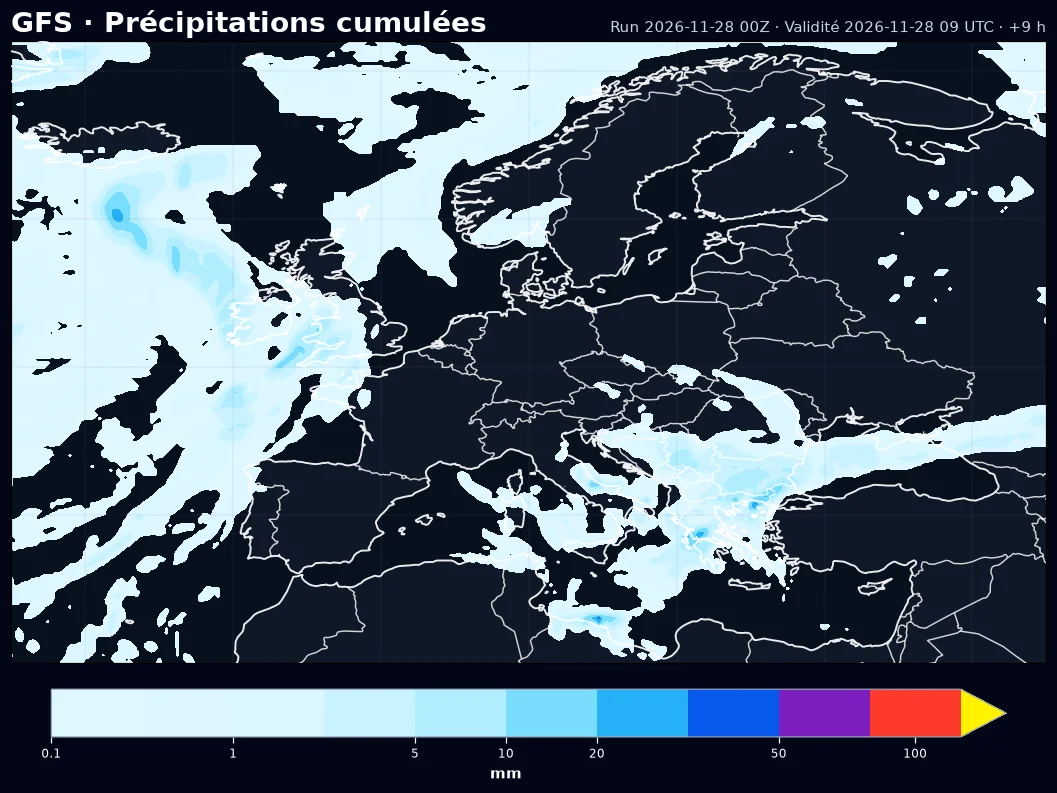 GFS · Précipitations cumulées
Run 2026-11-28 00Z · Validité 2026-11-28 09 UTC · +9 h
0.1 1 5 10 20 50 100
mm